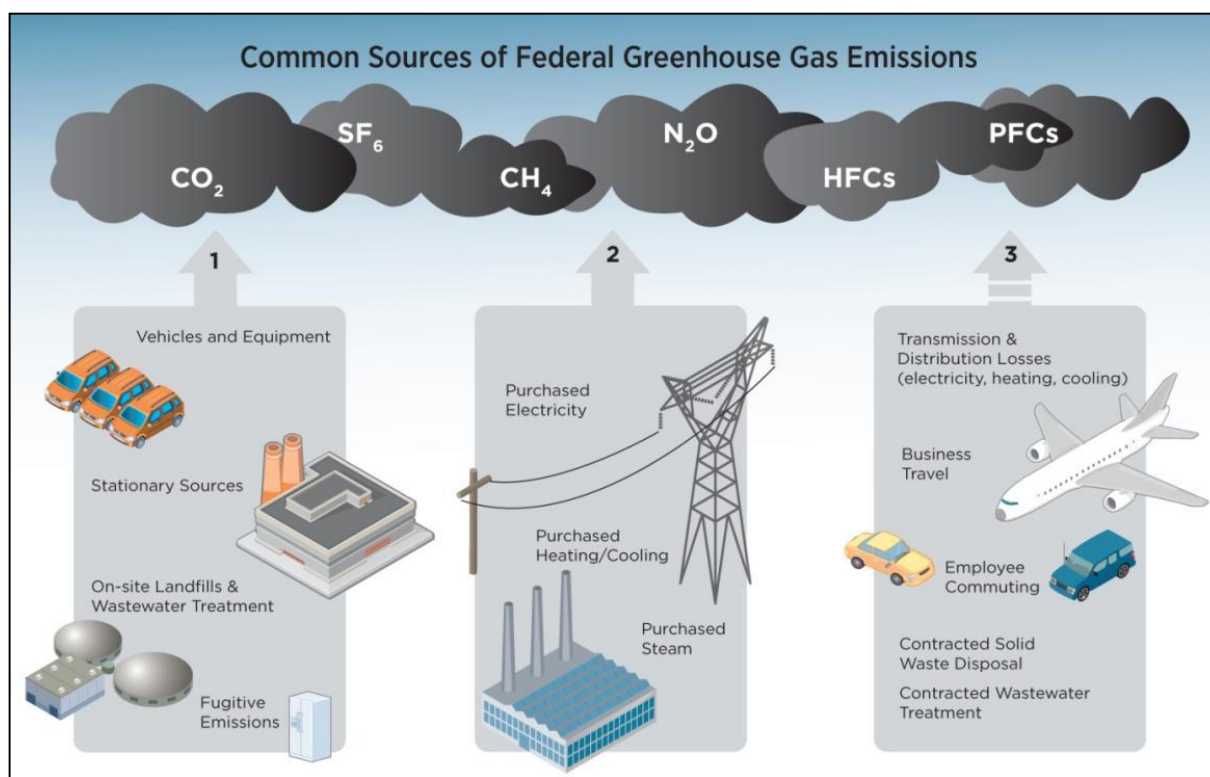 Common Sources of Federal Greenhouse Gas Emissions
CO₂
SF₆
CH₄
N₂O
HFCs
PFCs
1
Vehicles and Equipment
Stationary Sources
On-site Landfills &
Wastewater Treatment
Fugitive
Emissions
2
Purchased
Electricity
Purchased
Heating/Cooling
Purchased
Steam
3
Transmission &
Distribution Losses
(electricity, heating, cooling)
Business
Travel
Employee
Commuting
Contracted Solid
Waste Disposal
Contracted Wastewater
Treatment